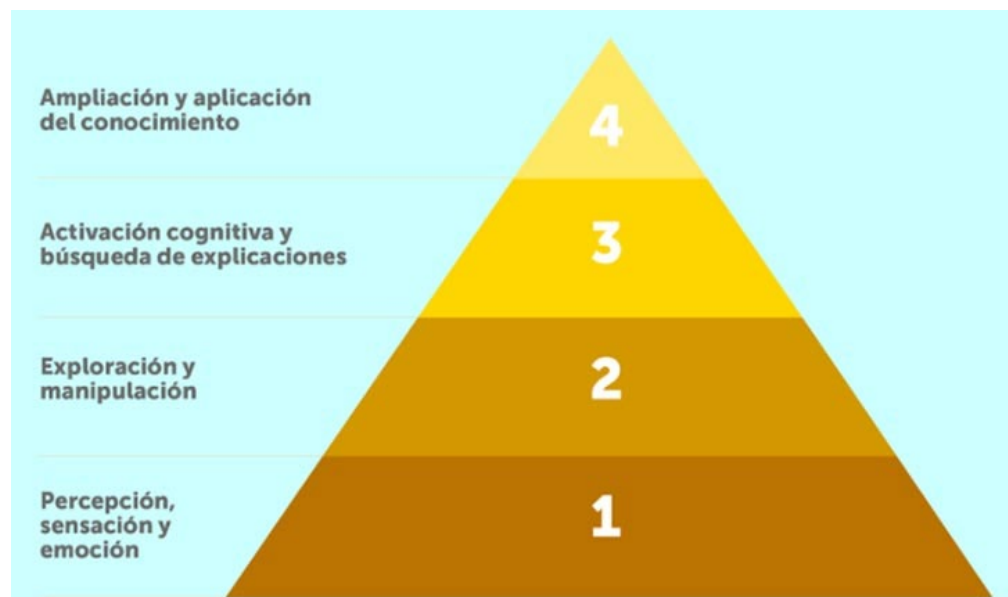 Ampliación y aplicación
del conocimiento
4
Activación cognitiva y
búsqueda de explicaciones
3
Exploración y
manipulación
2
Percepción,
sensación y
emoción
1